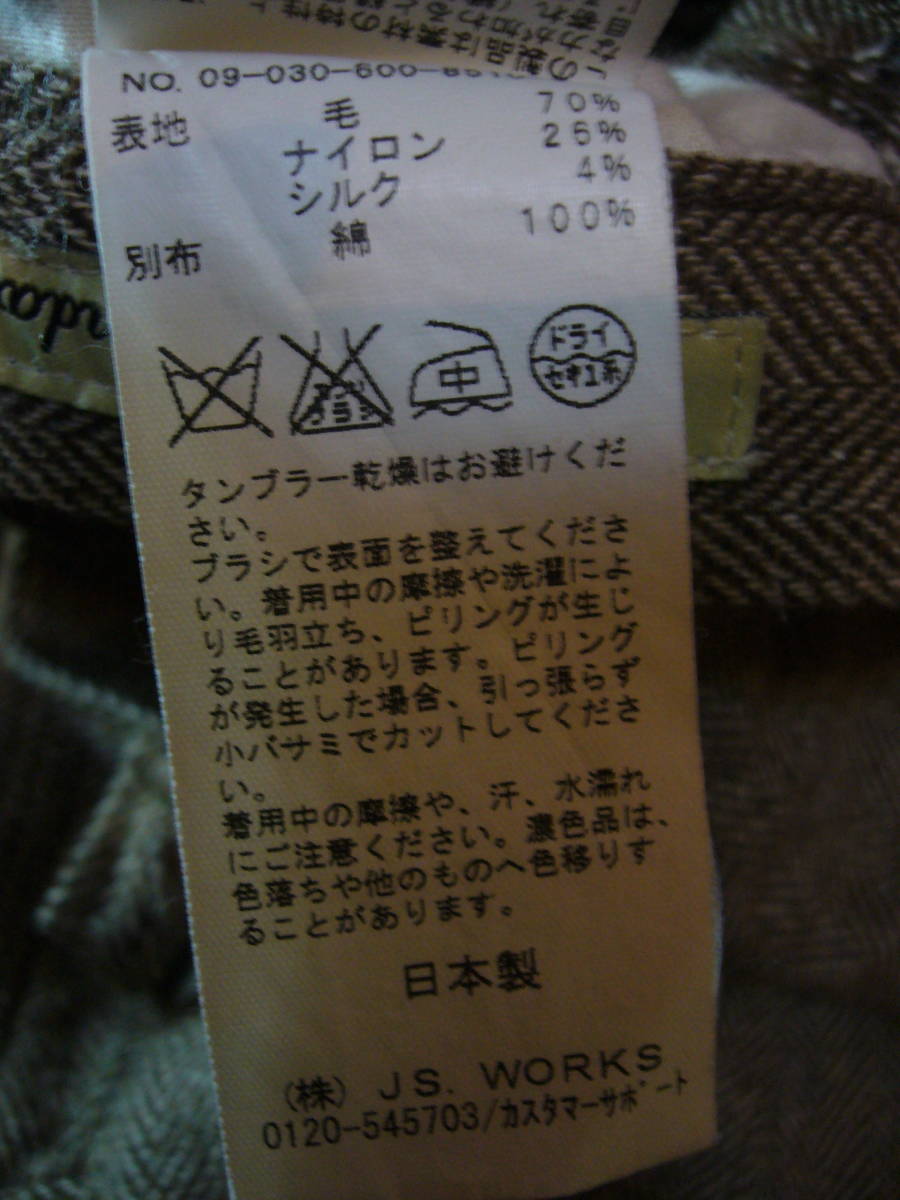 NO. 09-030-600-
表地 毛 70%
ナイロン 26%
シルク 4%
別布 綿 100%
エンソ サラシ
中
ドライ
セキユ系
タンブラー乾燥はお避けくだ
さい。
ブラシで表面を整えてくださ
い。着用中の摩擦や洗濯によ
り毛羽立ち、ピリングが生じ
ることがあります。ピリング
が発生した場合、引っ張らず
小バサミでカットしてくださ
い。
着用中の摩擦や、汗、水濡れ
にご注意ください。濃色品は、
色落ちや他のものへ色移りす
ることがあります。
日本製
(株) JS. WORKS
0120-545703/カスタマーサポート